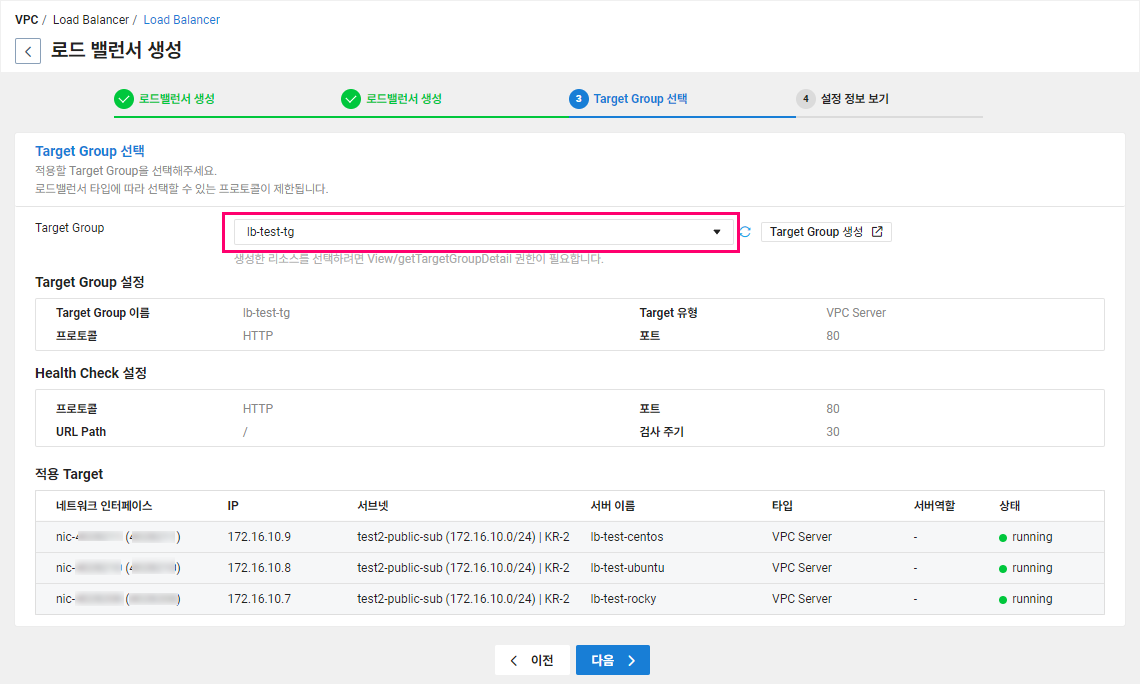 VPC / Load Balancer / Load Balancer
로드 밸런서 생성
로드밸런서 생성 로드밸런서 생성 3 Target Group 선택 4 설정 정보 보기
Target Group 선택
적용할 Target Group을 선택해주세요.
로드밸런서 타입에 따라 선택할 수 있는 프로토콜이 제한됩니다.
Target Group lb-test-tg Target Group 생성
생성한 리소스를 선택하려면 View/getTargetGroupDetail 권한이 필요합니다.
Target Group 설정
Target Group 이름 lb-test-tg Target 유형 VPC Server
프로토콜 HTTP 포트 80
Health Check 설정
프로토콜 HTTP 포트 80
URL Path / 검사 주기 30
적용 Target
네트워크 인터페이스 IP 서브넷 서버 이름 타입 서버역할 상태
nic- 172.16.10.9 test2-public-sub (172.16.10.0/24) | KR-2 lb-test-centos VPC Server - running
nic- 172.16.10.8 test2-public-sub (172.16.10.0/24) | KR-2 lb-test-ubuntu VPC Server - running
nic- 172.16.10.7 test2-public-sub (172.16.10.0/24) | KR-2 lb-test-rocky VPC Server - running
이전 다음